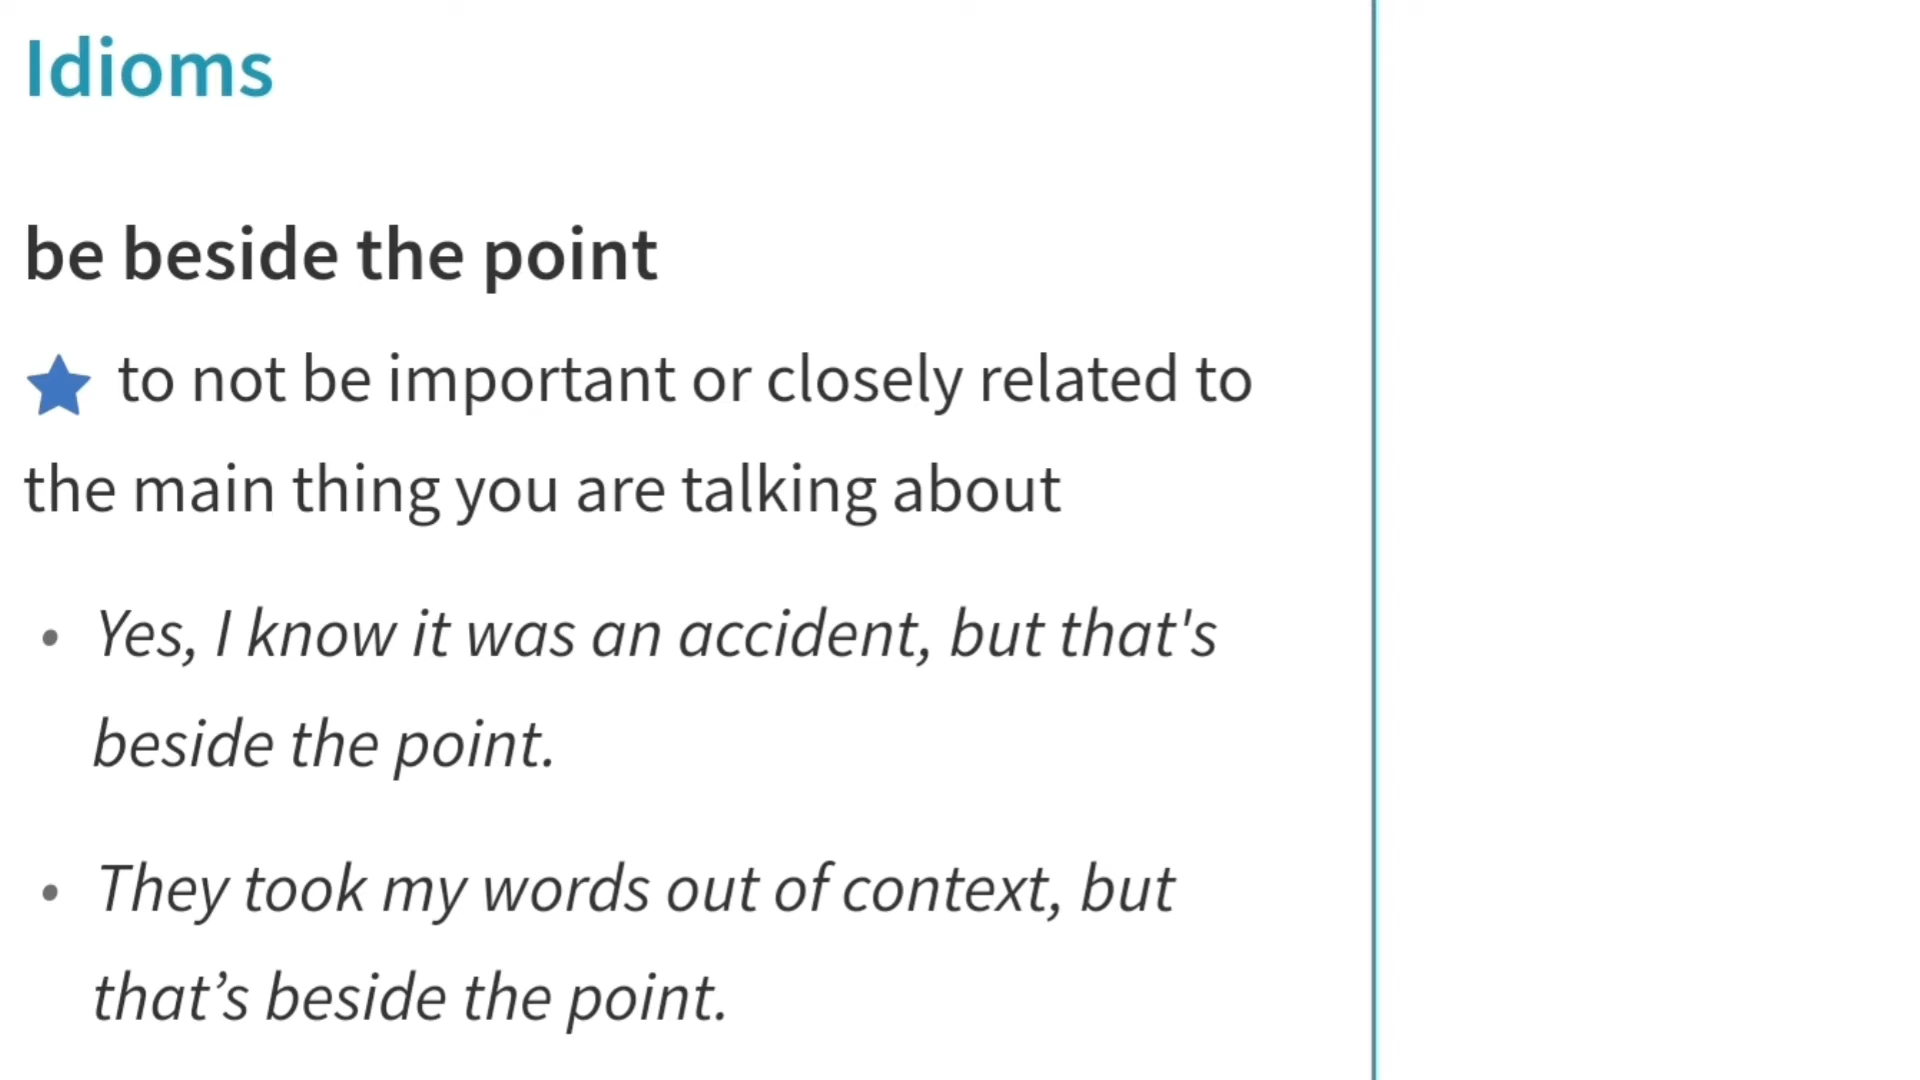 Idioms
be beside the point
to not be important or closely related to
the main thing you are talking about
• Yes, I know it was an accident, but that's
beside the point.
• They took my words out of context, but
that’s beside the point.